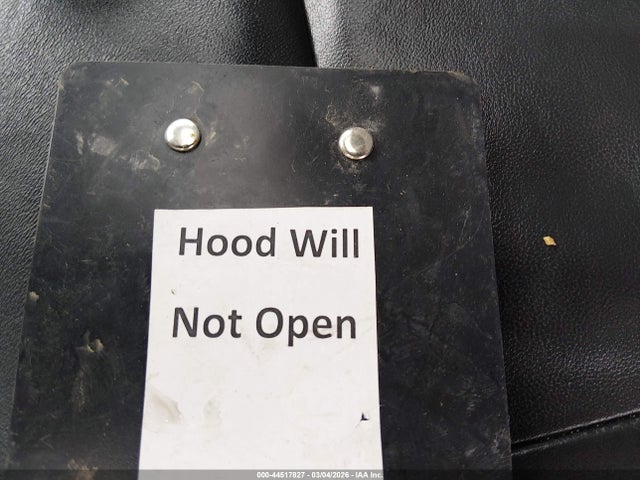 Hood Will
Not Open
000-44517827 - 03/04/2026 - IAA Inc.